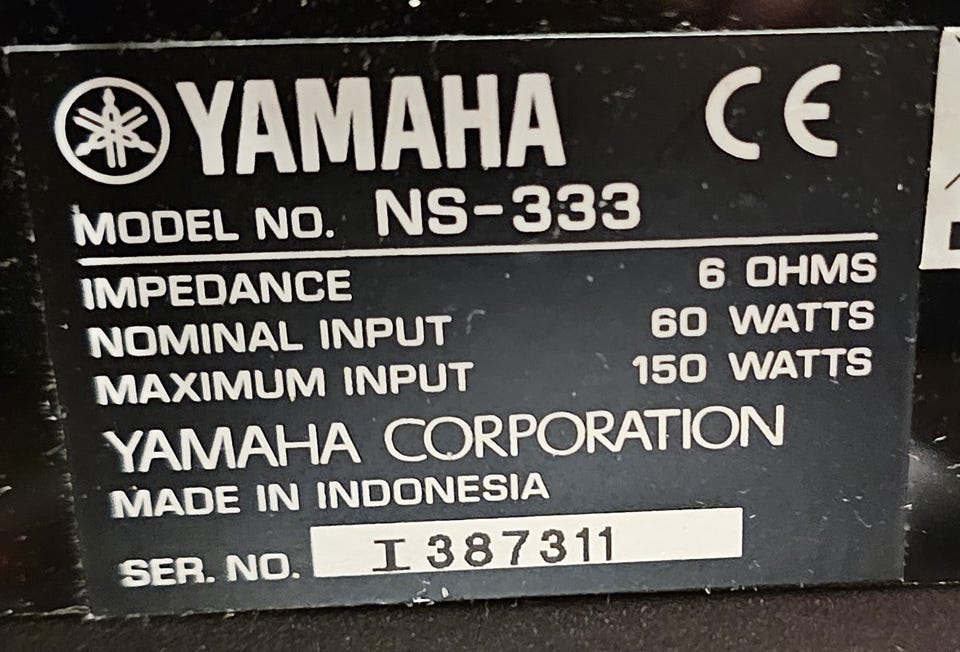 YAMAHA CE
MODEL NO. NS-333
IMPEDANCE 6 OHMS
NOMINAL INPUT 60 WATTS
MAXIMUM INPUT 150 WATTS
YAMAHA CORPORATION
MADE IN INDONESIA
SER. NO. I387311